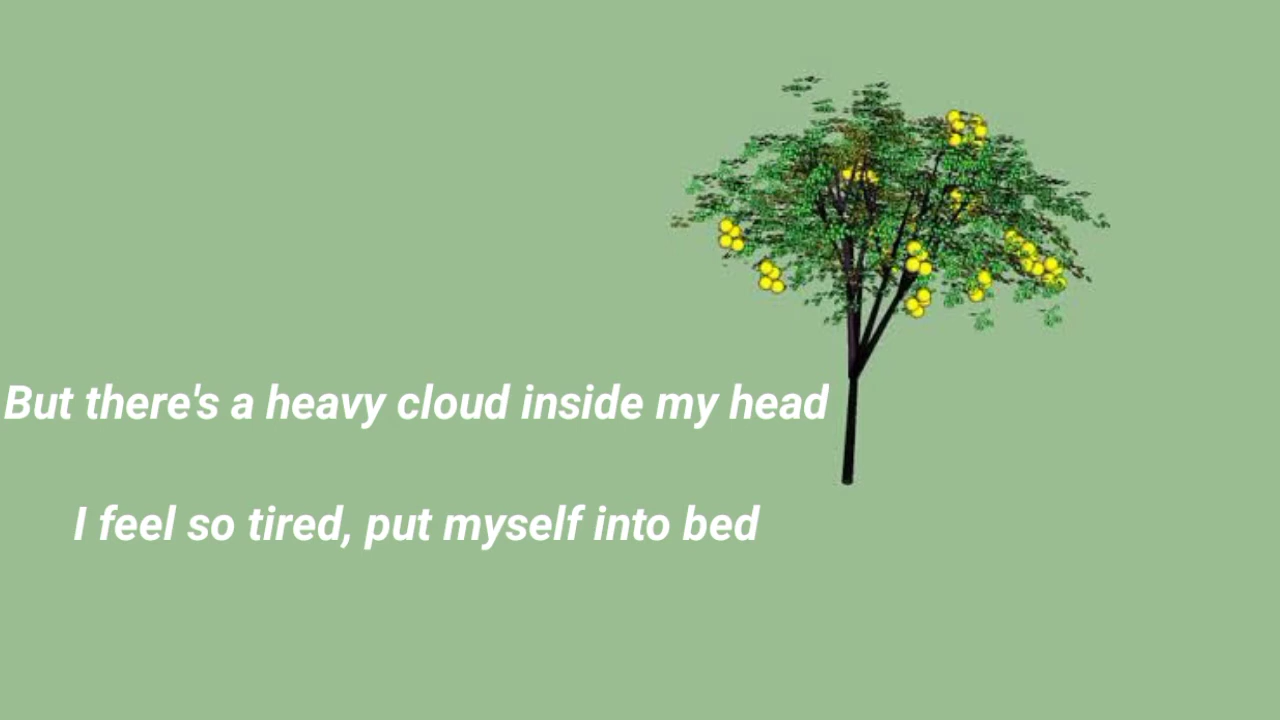 But there's a heavy cloud inside my head
I feel so tired, put myself into bed